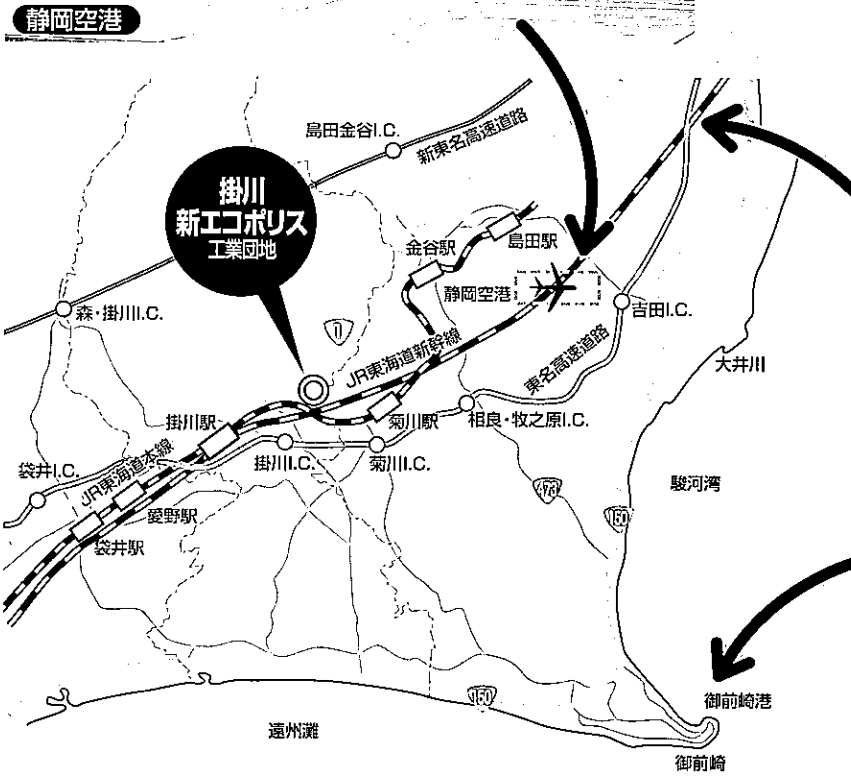 静岡空港
島田金谷I.C.
新東名高速道路
掛川
新エコポリス
工業団地
金谷駅
島田駅
静岡空港
森・掛川I.C.
1
吉田I.C.
JR東海道新幹線
東名高速道路
大井川
掛川駅
菊川駅
相良・牧之原I.C.
袋井I.C.
JR東海道本線
掛川I.C.
菊川I.C.
473
駿河湾
愛野駅
150
袋井駅
150
御前崎港
遠州灘
御前崎